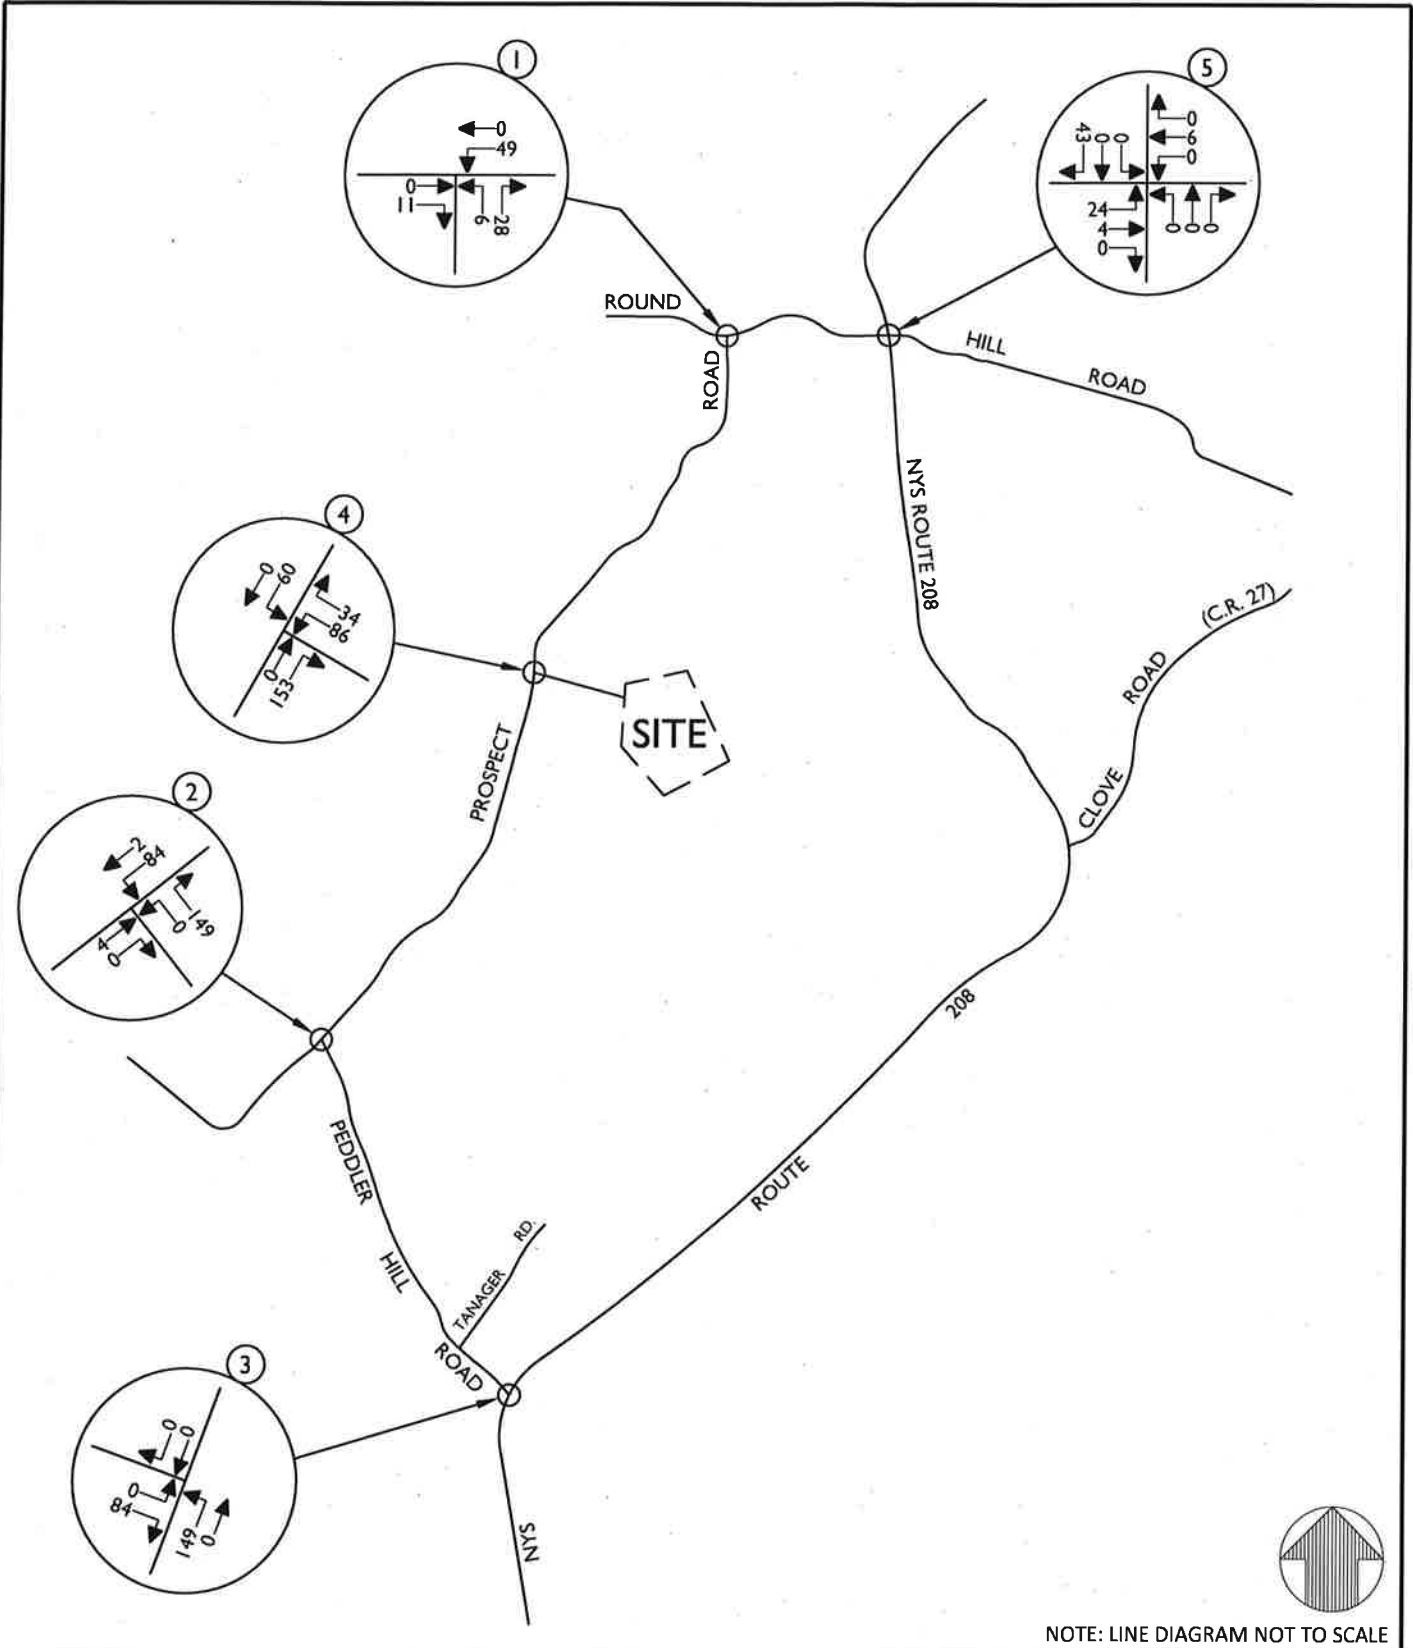 1
0
49
0
11
6
28
5
43
0
0
0
6
0
24
4
0
0
0
0
ROUND
ROAD
HILL
ROAD
NYS ROUTE 208
4
0
60
34
86
0
153
(C.R. 27)
ROAD
CLOVE
SITE
PROSPECT
2
2
84
149
0
4
0
208
ROUTE
PEDDLER
HILL
ROAD
TANAGER
RD.
3
0
0
0
84
149
0
NYS
NOTE: LINE DIAGRAM NOT TO SCALE